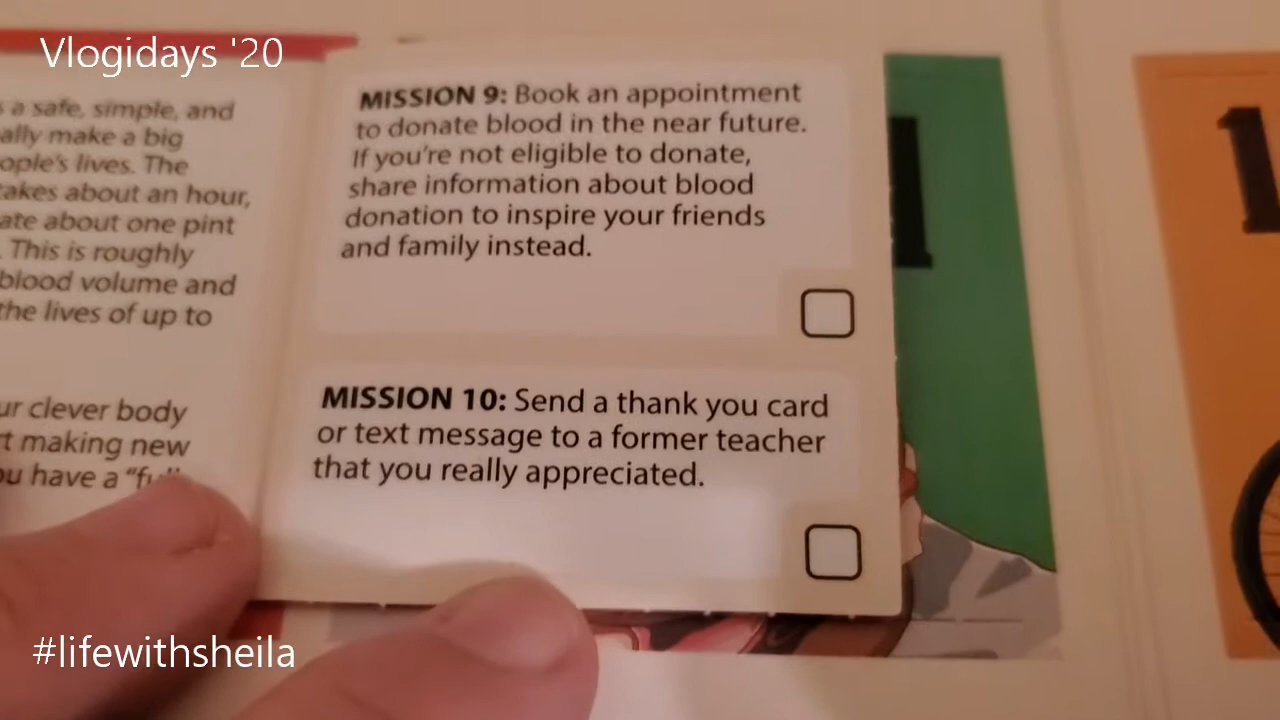 Vlogidays '20
s a safe, simple, and
ally make a big
ople's lives. The
takes about an hour,
ate about one pint
. This is roughly
blood volume and
the lives of up to
ur clever body
rt making new
ou have a "full
MISSION 9: Book an appointment
to donate blood in the near future.
If you're not eligible to donate,
share information about blood
donation to inspire your friends
and family instead.
MISSION 10: Send a thank you card
or text message to a former teacher
that you really appreciated.
1
1
#lifewithsheila